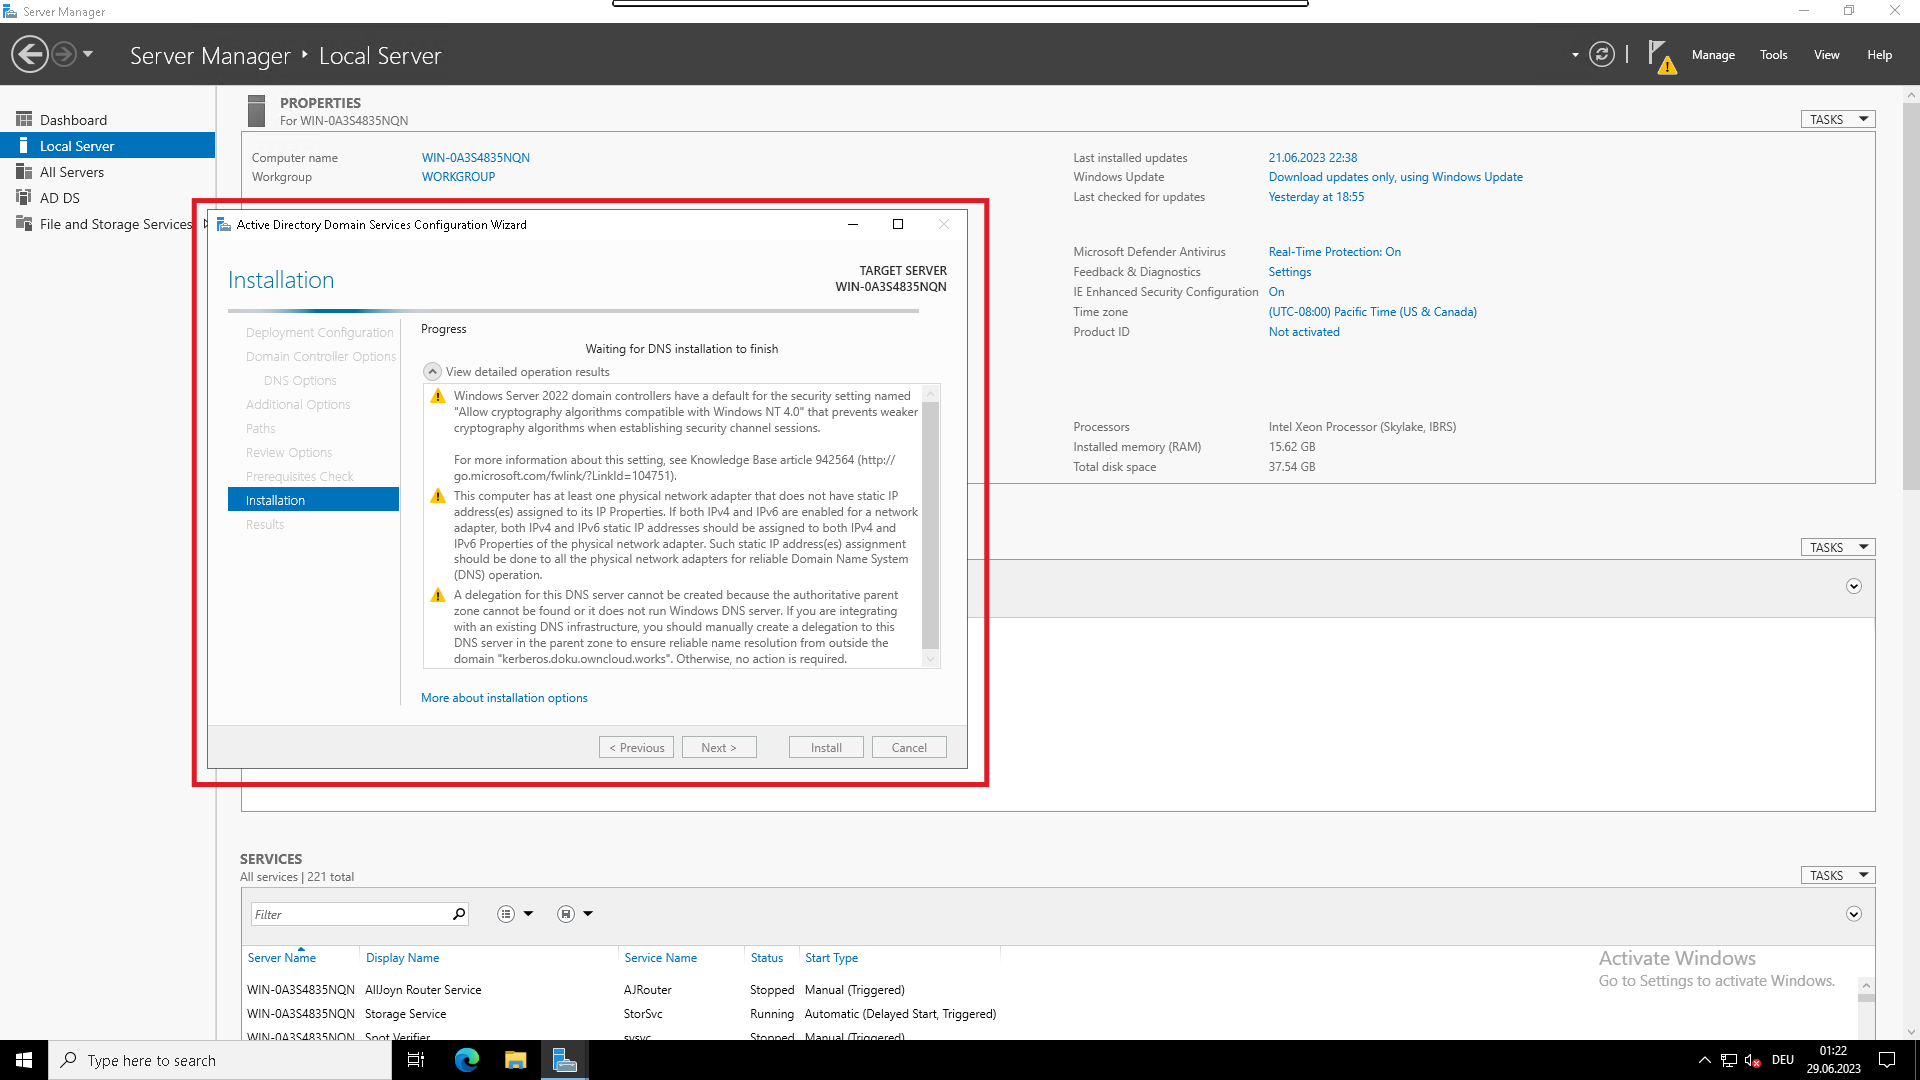 Server Manager
Server Manager ‣ Local Server
Manage
Tools
View
Help
Dashboard
Local Server
All Servers
AD DS
File and Storage Services
PROPERTIES
For WIN-0A3S4835NQN
TASKS
Computer name
WIN-0A3S4835NQN
Workgroup
WORKGROUP
Last installed updates
21.06.2023 22:38
Windows Update
Download updates only, using Windows Update
Last checked for updates
Yesterday at 18:55
Microsoft Defender Antivirus
Real-Time Protection: On
Feedback & Diagnostics
Settings
IE Enhanced Security Configuration
On
Time zone
(UTC-08:00) Pacific Time (US & Canada)
Product ID
Not activated
Processors
Intel Xeon Processor (Skylake, IBRS)
Installed memory (RAM)
15.62 GB
Total disk space
37.54 GB
Active Directory Domain Services Configuration Wizard
Installation
TARGET SERVER
WIN-0A3S4835NQN
Deployment Configuration
Domain Controller Options
DNS Options
Additional Options
Paths
Review Options
Prerequisites Check
Installation
Results
Progress
Waiting for DNS installation to finish
View detailed operation results
Windows Server 2022 domain controllers have a default for the security setting named
"Allow cryptography algorithms compatible with Windows NT 4.0" that prevents weaker
cryptography algorithms when establishing security channel sessions.
For more information about this setting, see Knowledge Base article 942564 (http://
go.microsoft.com/fwlink/?LinkId=104751).
This computer has at least one physical network adapter that does not have static IP
address(es) assigned to its IP Properties. If both IPv4 and IPv6 are enabled for a network
adapter, both IPv4 and IPv6 static IP addresses should be assigned to both IPv4 and
IPv6 Properties of the physical network adapter. Such static IP address(es) assignment
should be done to all the physical network adapters for reliable Domain Name System
(DNS) operation.
A delegation for this DNS server cannot be created because the authoritative parent
zone cannot be found or it does not run Windows DNS server. If you are integrating
with an existing DNS infrastructure, you should manually create a delegation to this
DNS server in the parent zone to ensure reliable name resolution from outside the
domain "kerberos.doku.owncloud.works". Otherwise, no action is required.
More about installation options
< Previous
Next >
Install
Cancel
TASKS
SERVICES
All services | 221 total
TASKS
Filter
Server Name Display Name Service Name Status Start Type
WIN-0A3S4835NQN AllJoyn Router Service AJRouter Stopped Manual (Triggered)
WIN-0A3S4835NQN Storage Service StorSvc Running Automatic (Delayed Start, Triggered)
WIN-0A3S4835NQN Spot Verifier svsvc Stopped Manual (Triggered)
Activate Windows
Go to Settings to activate Windows.
Type here to search
DEU
01:22
29.06.2023